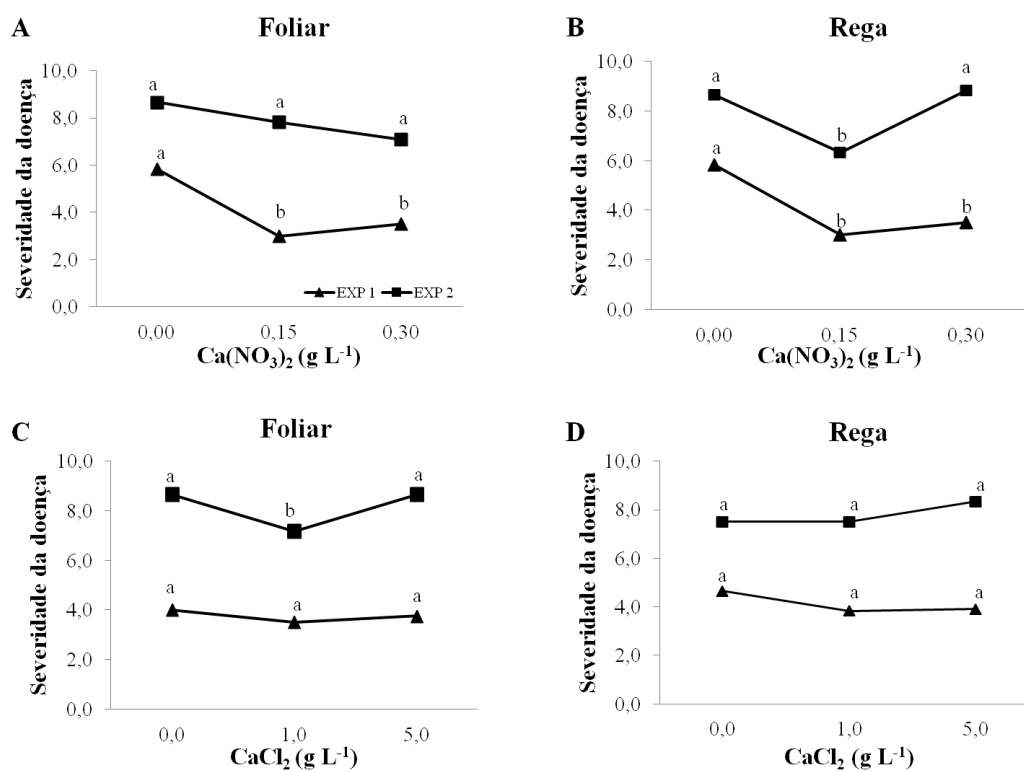 A
Foliar
Severidade da doença
10,0
8,0
6,0
4,0
2,0
0,0
a
a
a
a
b
b
EXP 1
EXP 2
0,00
0,15
0,30
Ca(NO₃)₂ (g L⁻¹)
B
Rega
Severidade da doença
10,0
8,0
6,0
4,0
2,0
0,0
a
b
a
a
b
b
0,00
0,15
0,30
Ca(NO₃)₂ (g L⁻¹)
C
Foliar
Severidade da doença
10,0
8,0
6,0
4,0
2,0
0,0
a
b
a
a
a
a
0,0
1,0
5,0
CaCl₂ (g L⁻¹)
D
Rega
Severidade da doença
10,0
8,0
6,0
4,0
2,0
0,0
a
a
a
a
a
a
0,0
1,0
5,0
CaCl₂ (g L⁻¹)